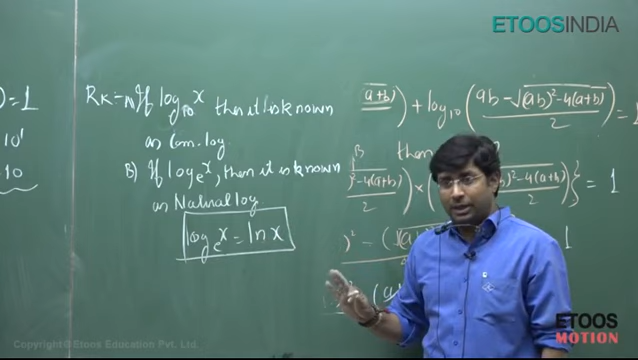 ETOOSINDIA
) = 1
10¹
10
RK:- A) If log₁₀ x then it is known
as Com. log
B) If logₑ x, then it is known
as Natural log
logₑ x = ln x
(a+b) ) + log₁₀ ( (ab - √((ab)² - 4(a+b))) / 2 ) = 1
then
)² - 4(a+b) / 2 ) × ( )² - 4(a+b) / 2 ) } = 1
)² - ( √(a
1
Copyright © Etoos Education Pvt. Ltd.
ETOOS
MOTION